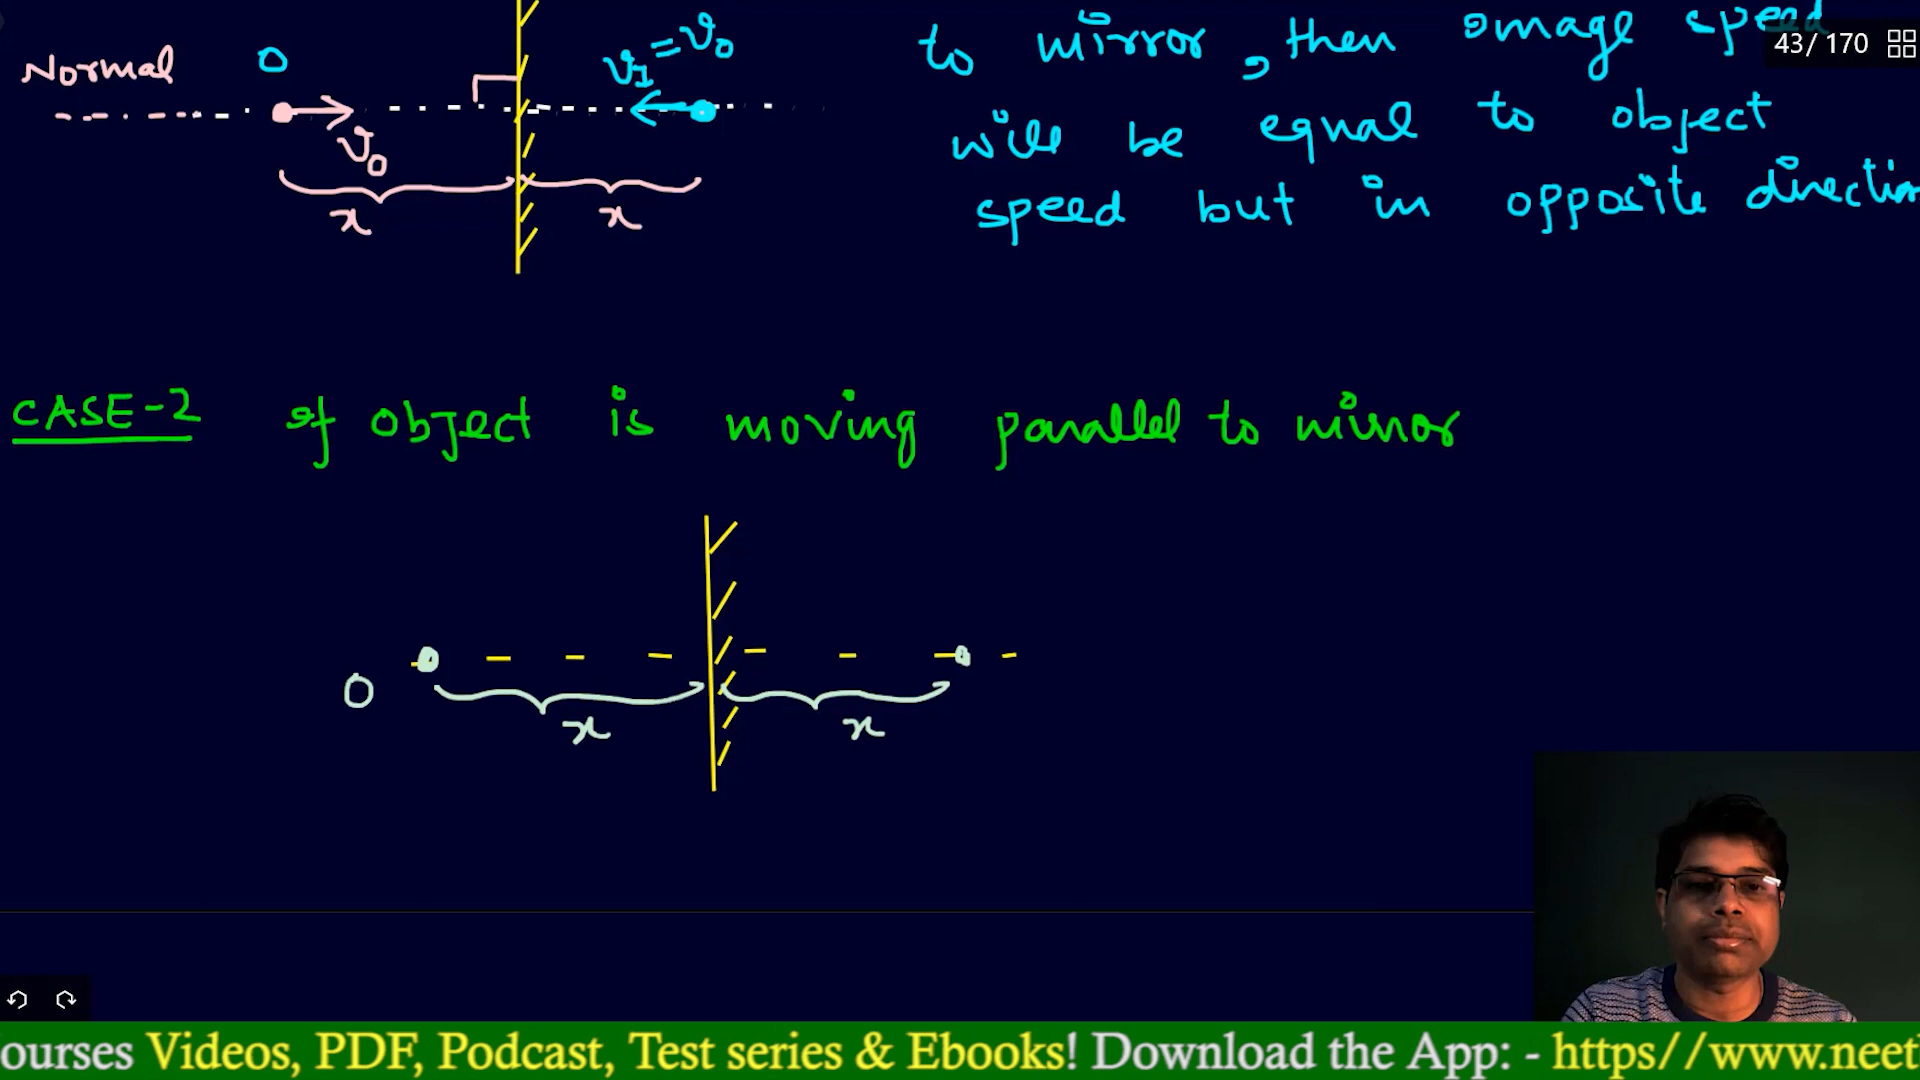 43/ 170
to mirror, then image speed
will be equal to object
speed but in opposite direction
Normal O
v_I = v_0
v_0
x x
CASE-2 If object is moving parallel to mirror
O
x x
ourses Videos, PDF, Podcast, Test series & Ebooks! Download the App: - https//www.neet